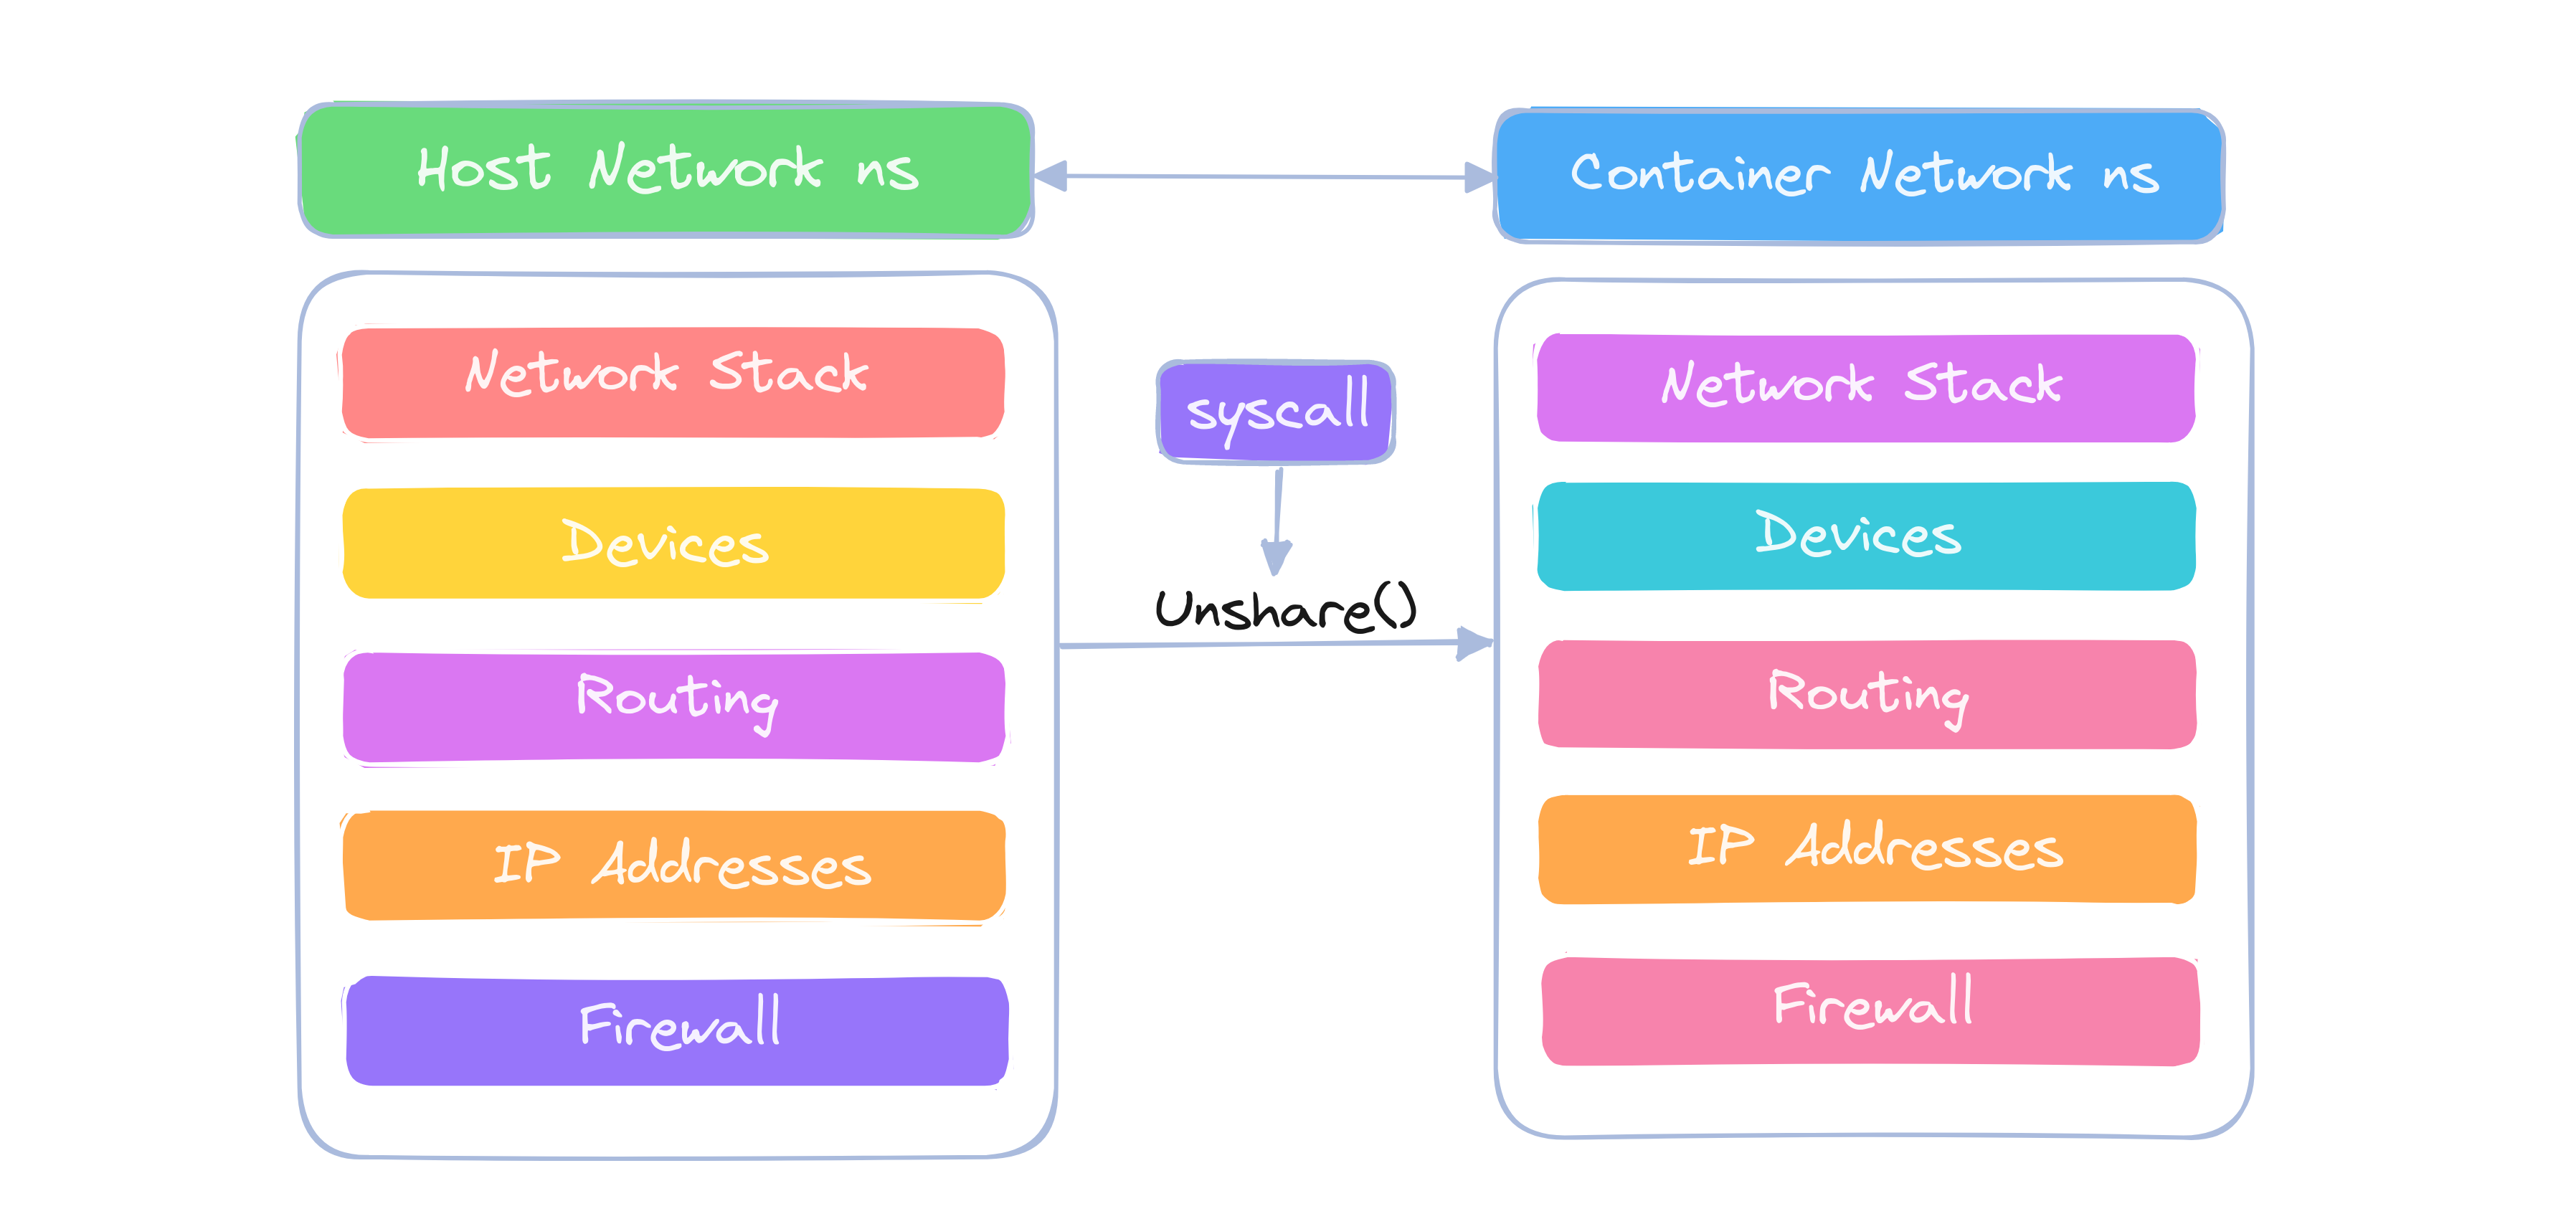 Host Network ns
Container Network ns
Network Stack
Devices
Routing
IP Addresses
Firewall
syscall
Unshare()
Network Stack
Devices
Routing
IP Addresses
Firewall